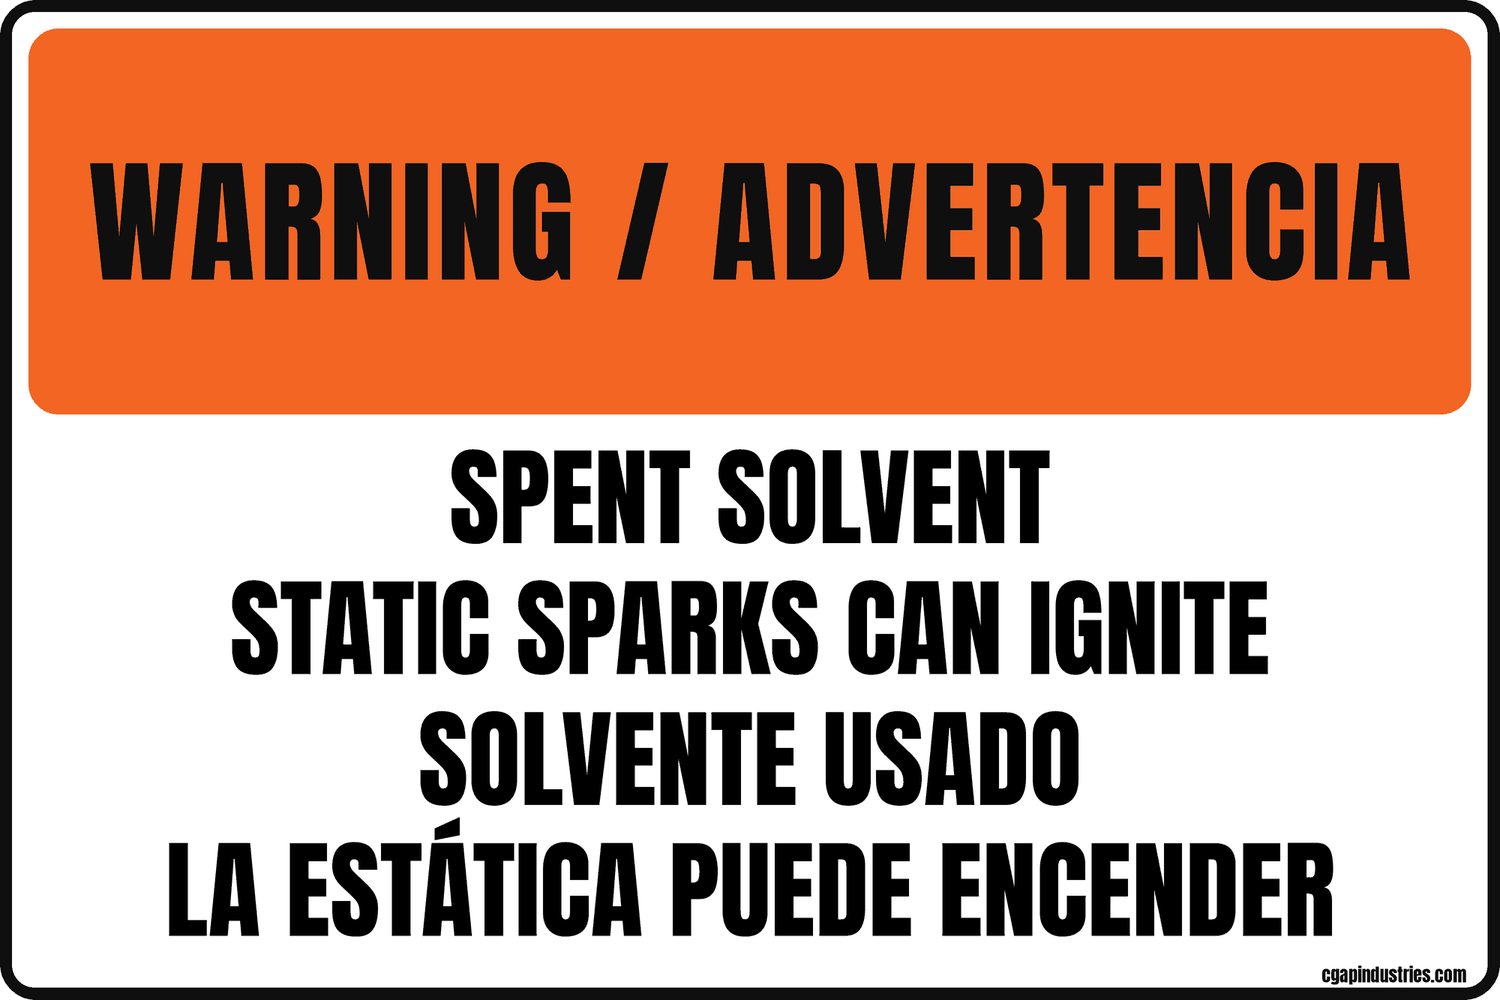 WARNING / ADVERTENCIA
SPENT SOLVENT
STATIC SPARKS CAN IGNITE
SOLVENTE USADO
LA ESTÁTICA PUEDE ENCENDER
cgapindustries.com